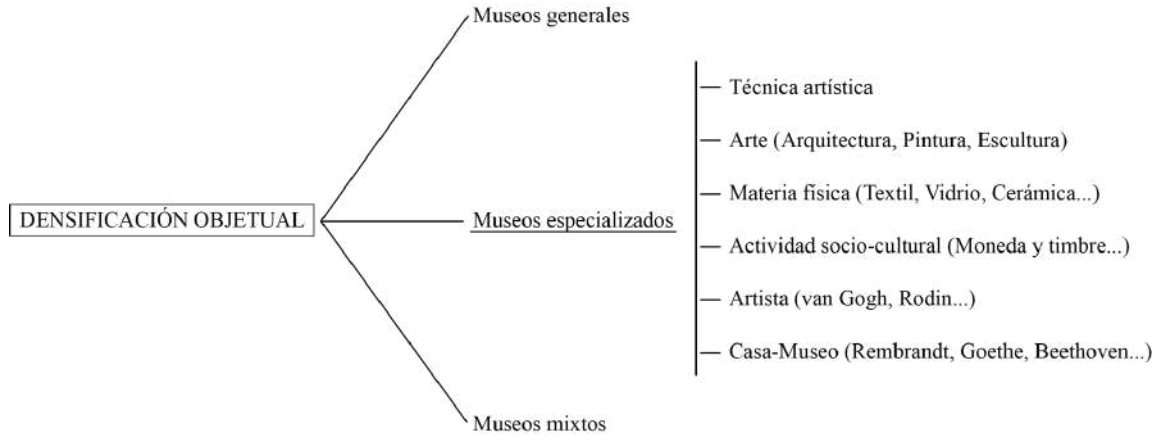 Museos generales
Técnica artística
Arte (Arquitectura, Pintura, Escultura)
Materia física (Textil, Vidrio, Cerámica...)
DENSIFICACIÓN OBJETUAL
Museos especializados
Actividad socio-cultural (Moneda y timbre...)
Artista (van Gogh, Rodin...)
Casa-Museo (Rembrandt, Goethe, Beethoven...)
Museos mixtos